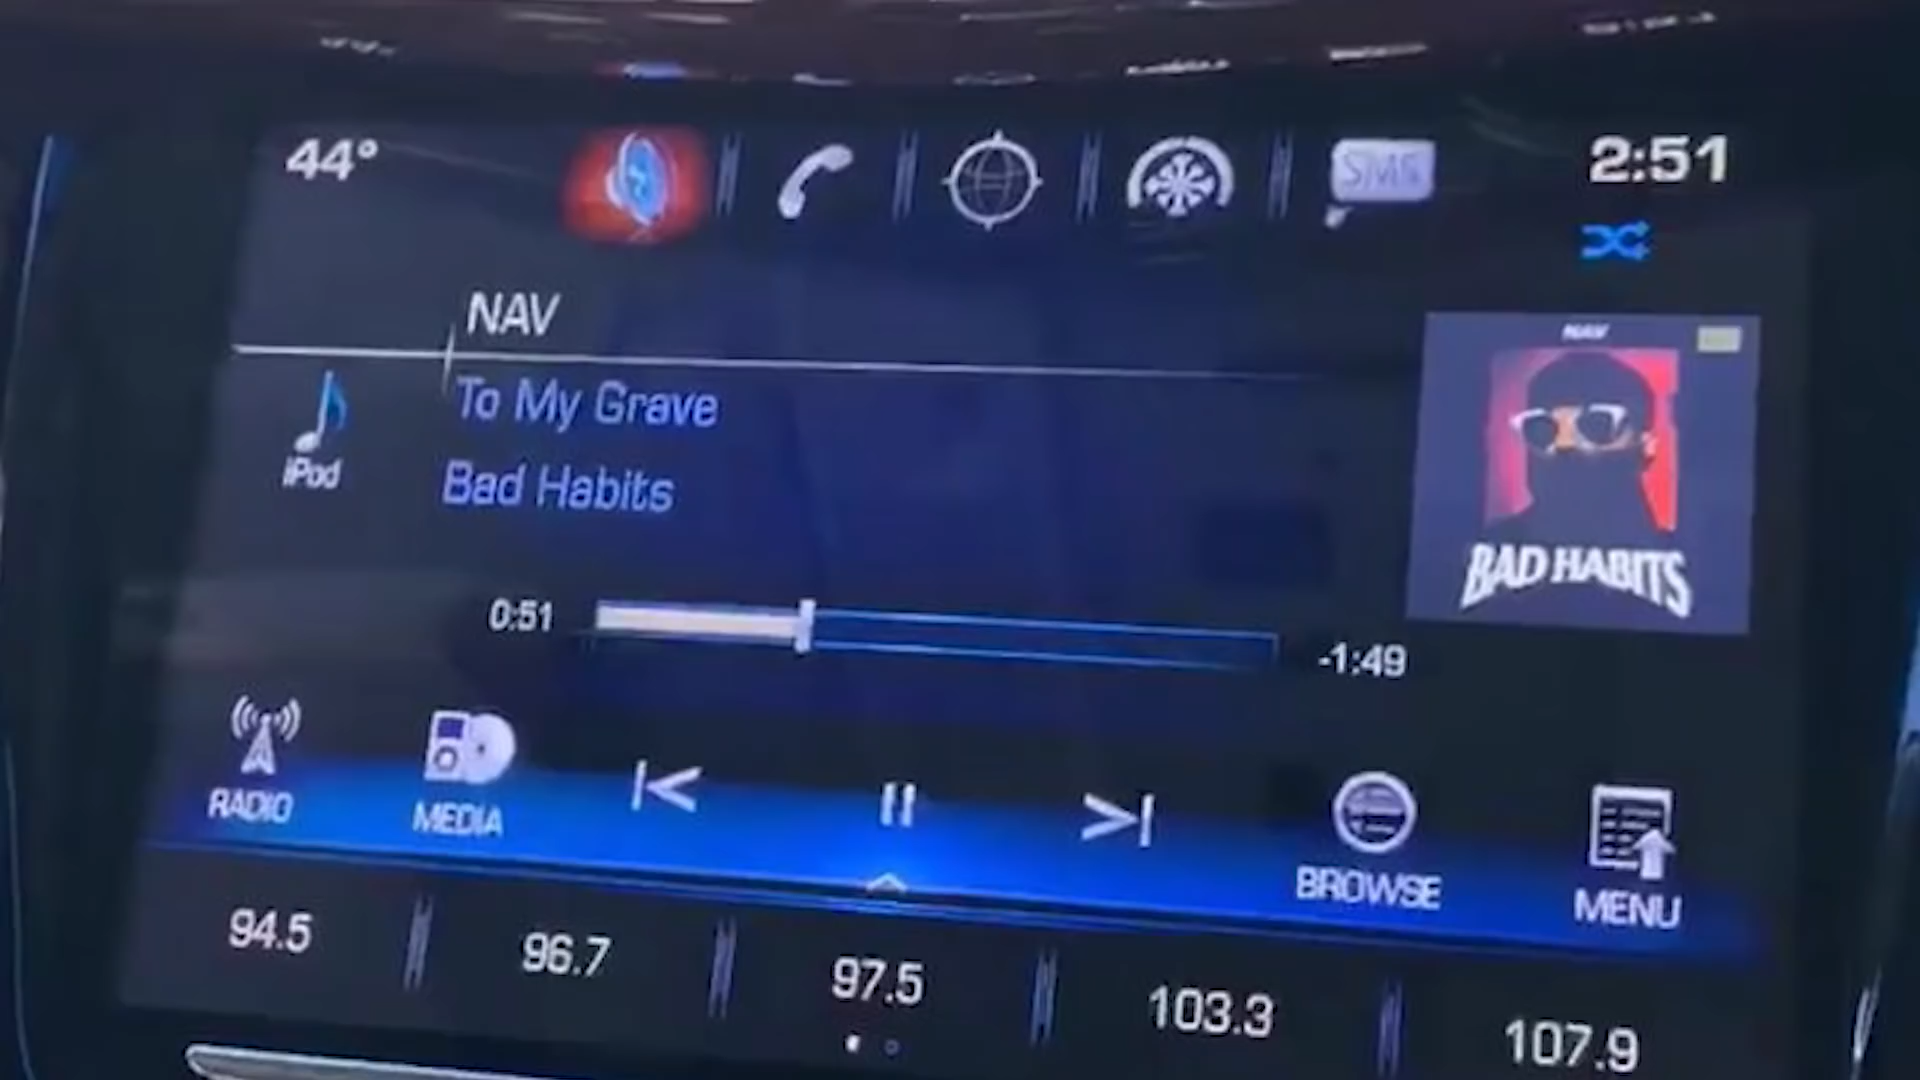 44°
SMS
2:51
NAV
NAV
To My Grave
iPod
Bad Habits
BAD HABITS
0:51
-1:49
RADIO
MEDIA
BROWSE
MENU
94.5
96.7
97.5
103.3
107.9